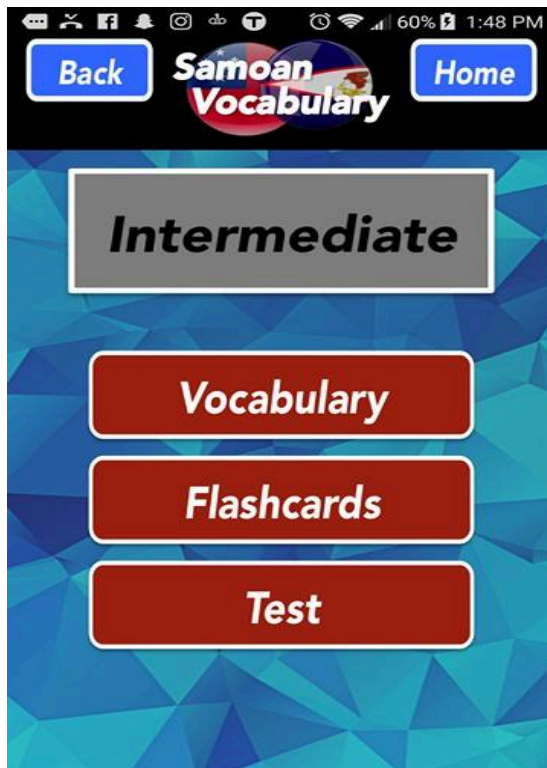 60% 1:48 PM
Back Samoan Home
Vocabulary
Intermediate
Vocabulary
Flashcards
Test